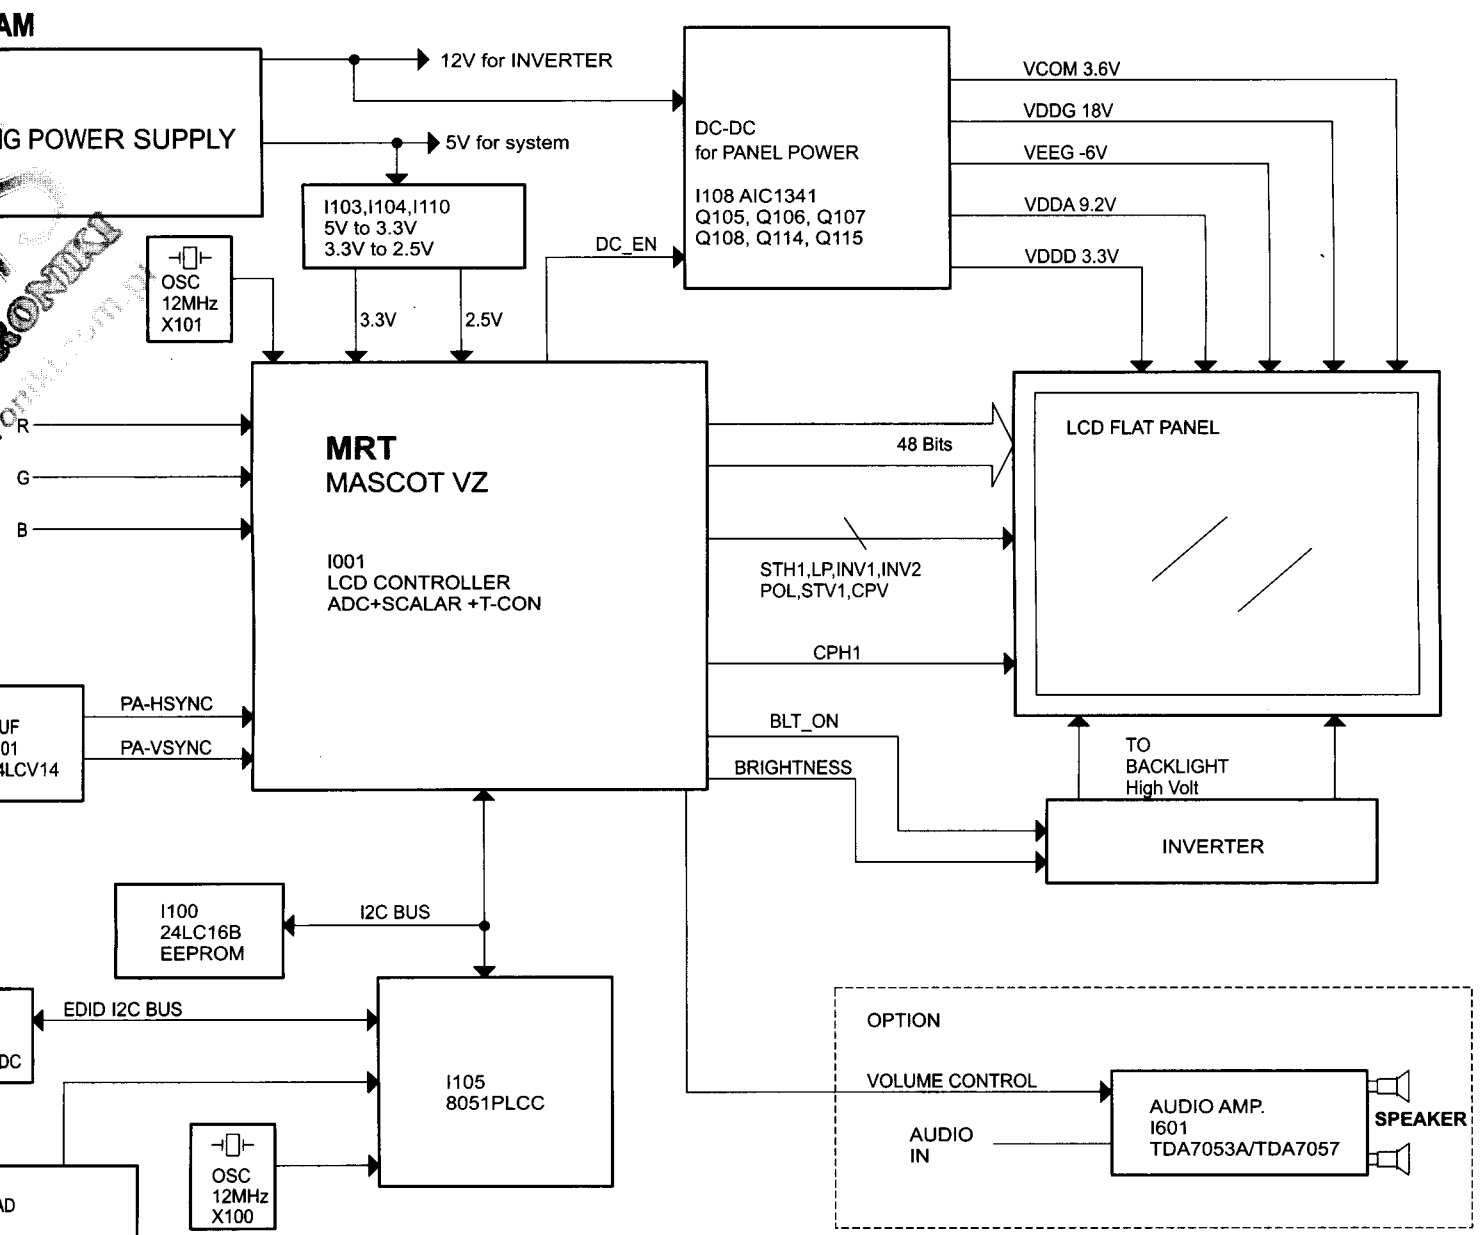 AM
12V for INVERTER
G POWER SUPPLY
5V for system
I103,I104,I110
5V to 3.3V
3.3V to 2.5V
DC_EN
OSC
12MHz
X101
3.3V
2.5V
DC-DC
for PANEL POWER
I108 AIC1341
Q105, Q106, Q107
Q108, Q114, Q115
VCOM 3.6V
VDDG 18V
VEEG -6V
VDDA 9.2V
VDDD 3.3V
R
G
B
MRT
MASCOT VZ
I001
LCD CONTROLLER
ADC+SCALAR +T-CON
48 Bits
LCD FLAT PANEL
STH1,LP,INV1,INV2
POL,STV1,CPV
CPH1
PA-HSYNC
PA-VSYNC
UF
01
4LCV14
BLT_ON
BRIGHTNESS
TO
BACKLIGHT
High Volt
INVERTER
I100
24LC16B
EEPROM
I2C BUS
EDID I2C BUS
DC
I105
8051PLCC
OSC
12MHz
X100
AD
OPTION
VOLUME CONTROL
AUDIO
IN
AUDIO AMP.
I601
TDA7053A/TDA7057
SPEAKER